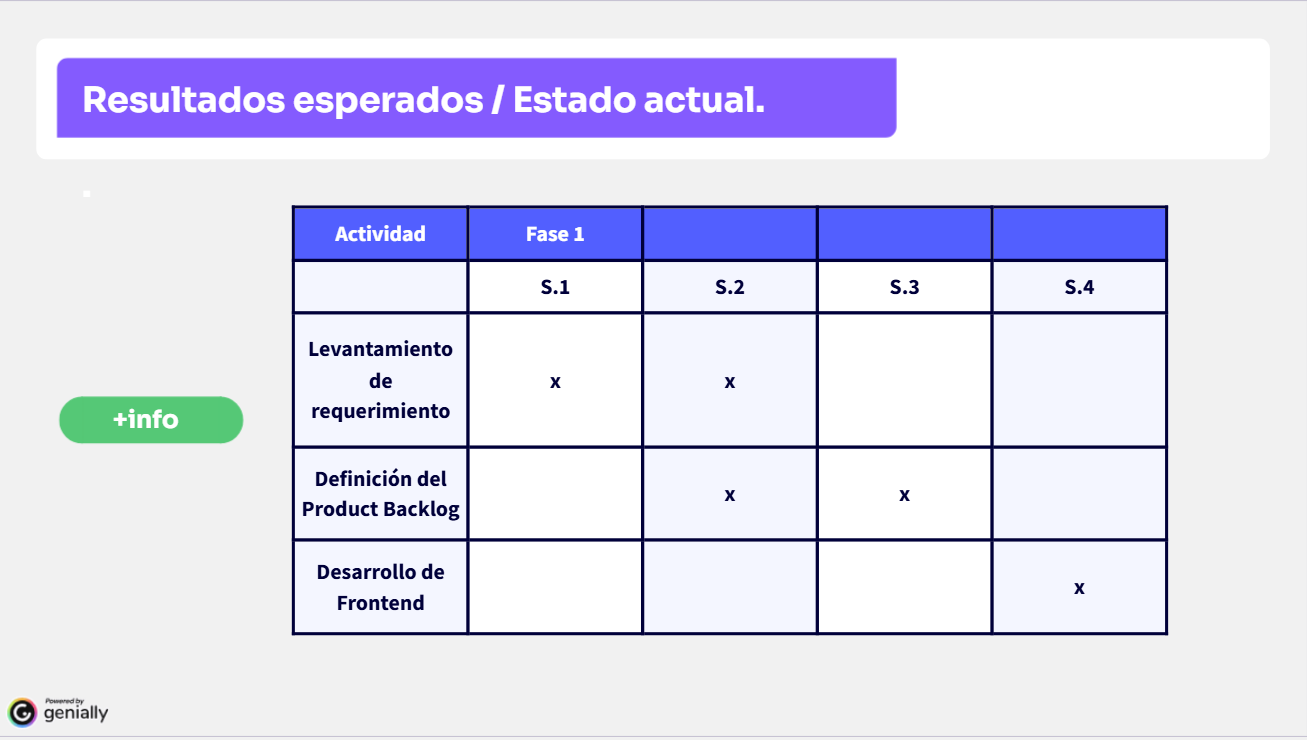 Resultados esperados / Estado actual.
Actividad Fase 1
S.1 S.2 S.3 S.4
Levantamiento
de
requerimiento
x x
Definición del
Product Backlog
x x
Desarrollo de
Frontend
x
+info
Powered by
genially